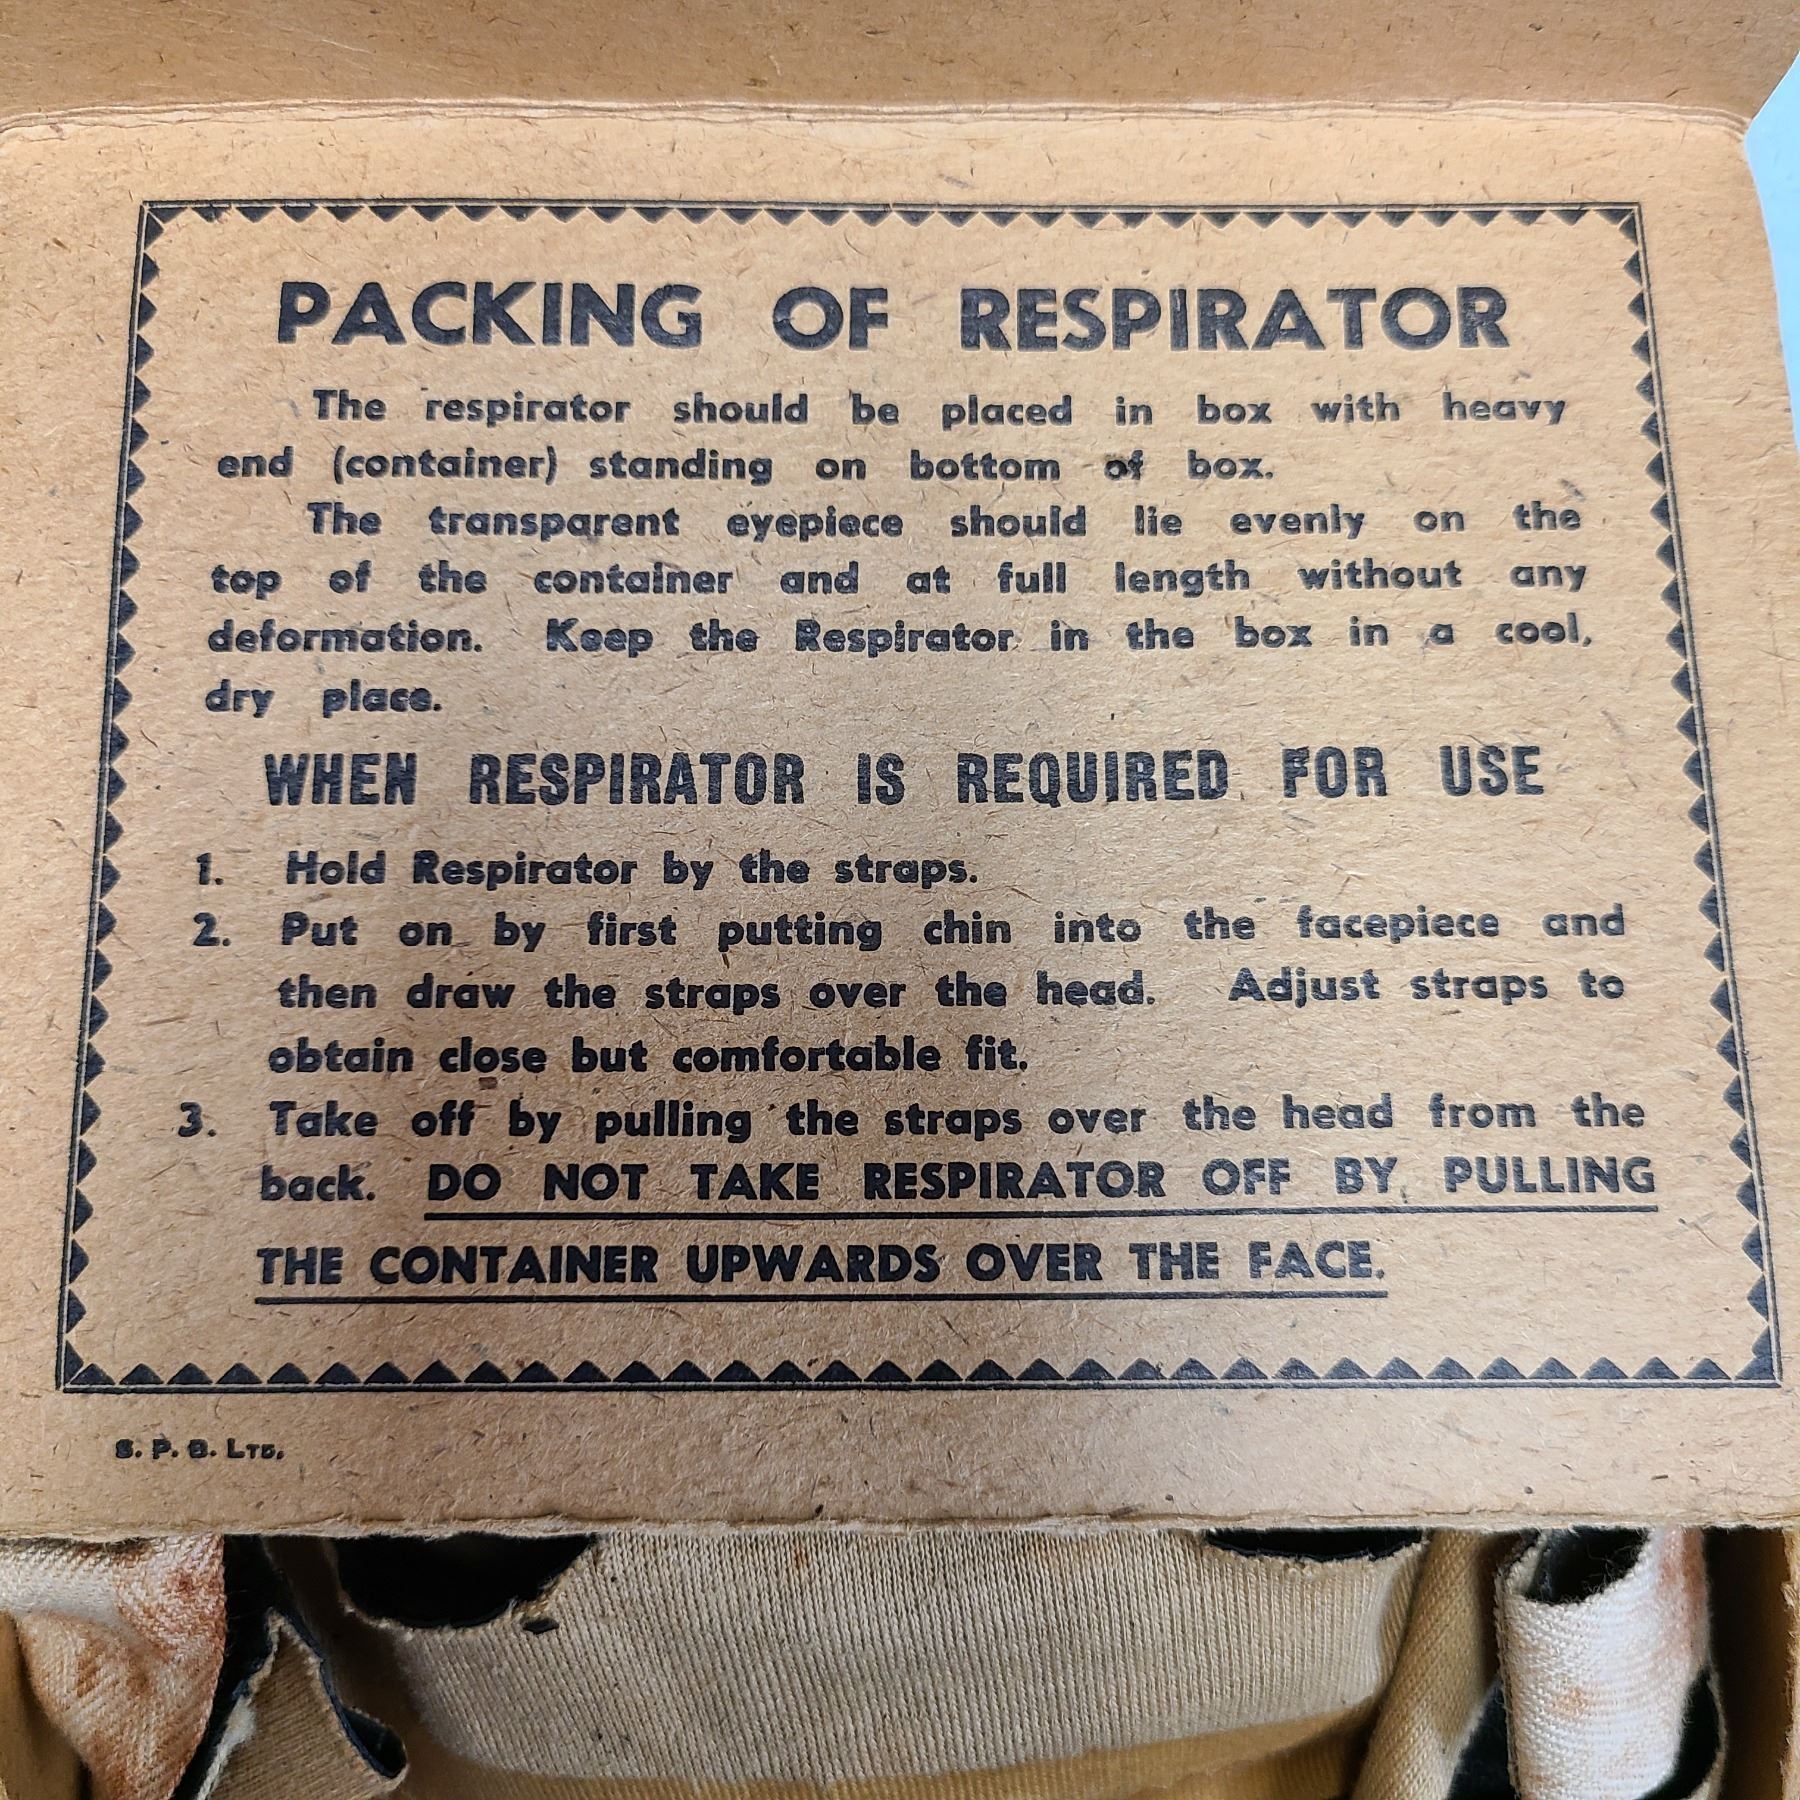 PACKING OF RESPIRATOR
The respirator should be placed in box with heavy
end (container) standing on bottom of box.
The transparent eyepiece should lie evenly on the
top of the container and at full length without any
deformation. Keep the Respirator in the box in a cool,
dry place.
WHEN RESPIRATOR IS REQUIRED FOR USE
1. Hold Respirator by the straps.
2. Put on by first putting chin into the facepiece and
then draw the straps over the head. Adjust straps to
obtain close but comfortable fit.
3. Take off by pulling the straps over the head from the
back. DO NOT TAKE RESPIRATOR OFF BY PULLING
THE CONTAINER UPWARDS OVER THE FACE.
S. P. B. LTD.